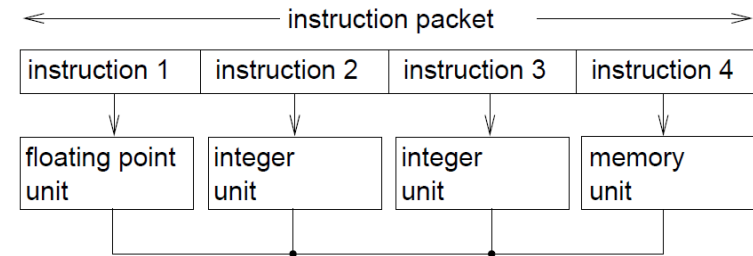 instruction packet
instruction 1 instruction 2 instruction 3 instruction 4
floating point integer integer memory
unit unit unit unit